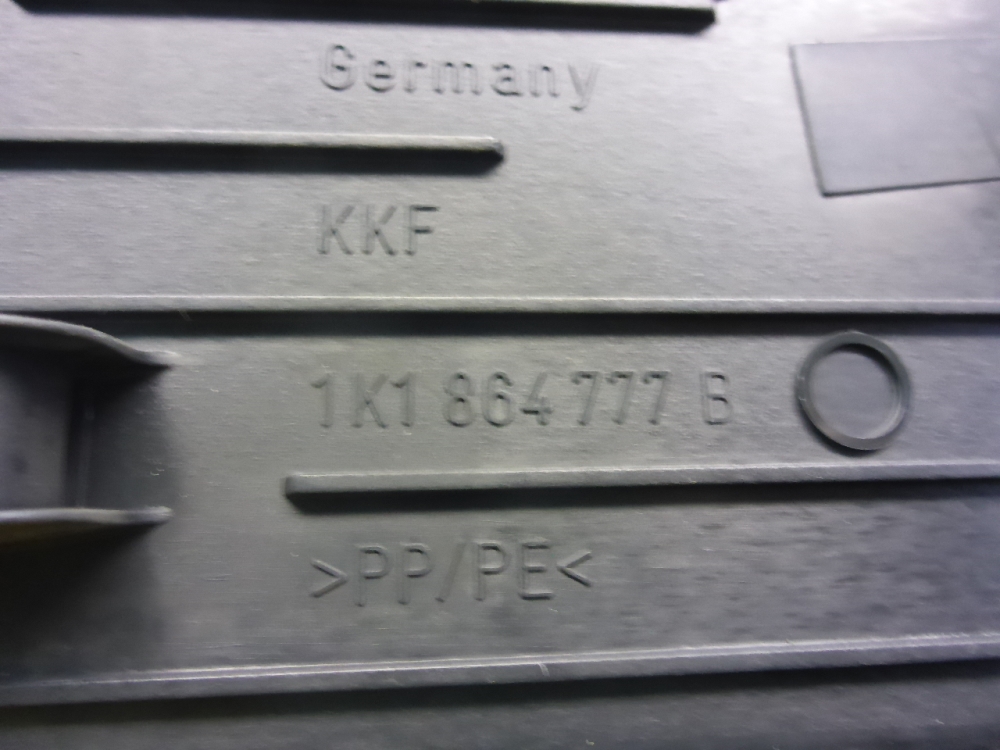 Germany
KKF
1K1 864 777 B
>PP/PE<